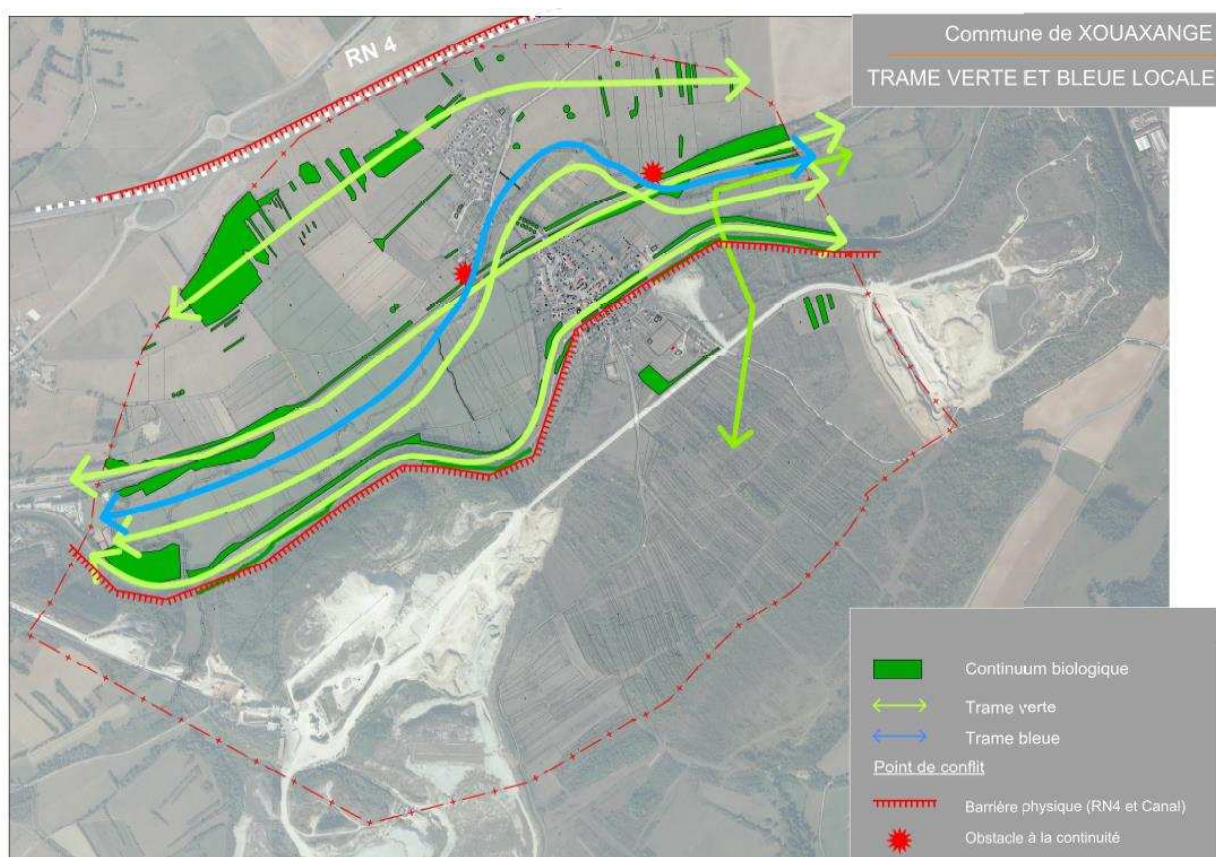 Commune de XOUAXANGE
TRAME VERTE ET BLEUE LOCALE
RN 4
Continuum biologique
Trame verte
Trame bleue
Point de conflit
Barrière physique (RN4 et Canal)
Obstacle à la continuité